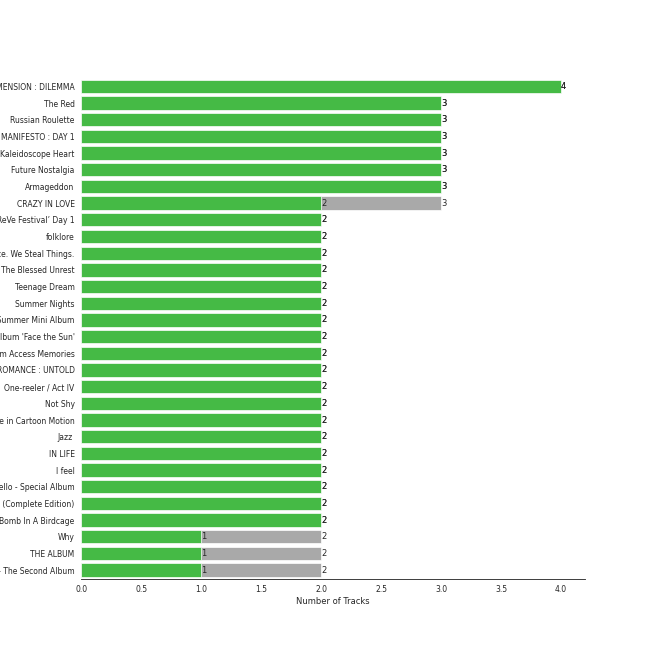 MENSION : DILEMMA 4
The Red 3
Russian Roulette 3
MANIFESTO : DAY 1 3
Kaleidoscope Heart 3
Future Nostalgia 3
Armageddon 3
CRAZY IN LOVE 2 3
ReVe Festival' Day 1 2
folklore 2
ce. We Steal Things. 2
The Blessed Unrest 2
Teenage Dream 2
Summer Nights 2
Summer Mini Album 2
lbum 'Face the Sun' 2
m Access Memories 2
ROMANCE : UNTOLD 2
One-reeler / Act IV 2
Not Shy 2
e in Cartoon Motion 2
Jazz 2
IN LIFE 2
I feel 2
ello - Special Album 2
(Complete Edition) 2
Bomb In A Birdcage 2
Why 1 2
THE ALBUM 1 2
- The Second Album 1 2
0.0 0.5 1.0 1.5 2.0 2.5 3.0 3.5 4.0
Number of Tracks